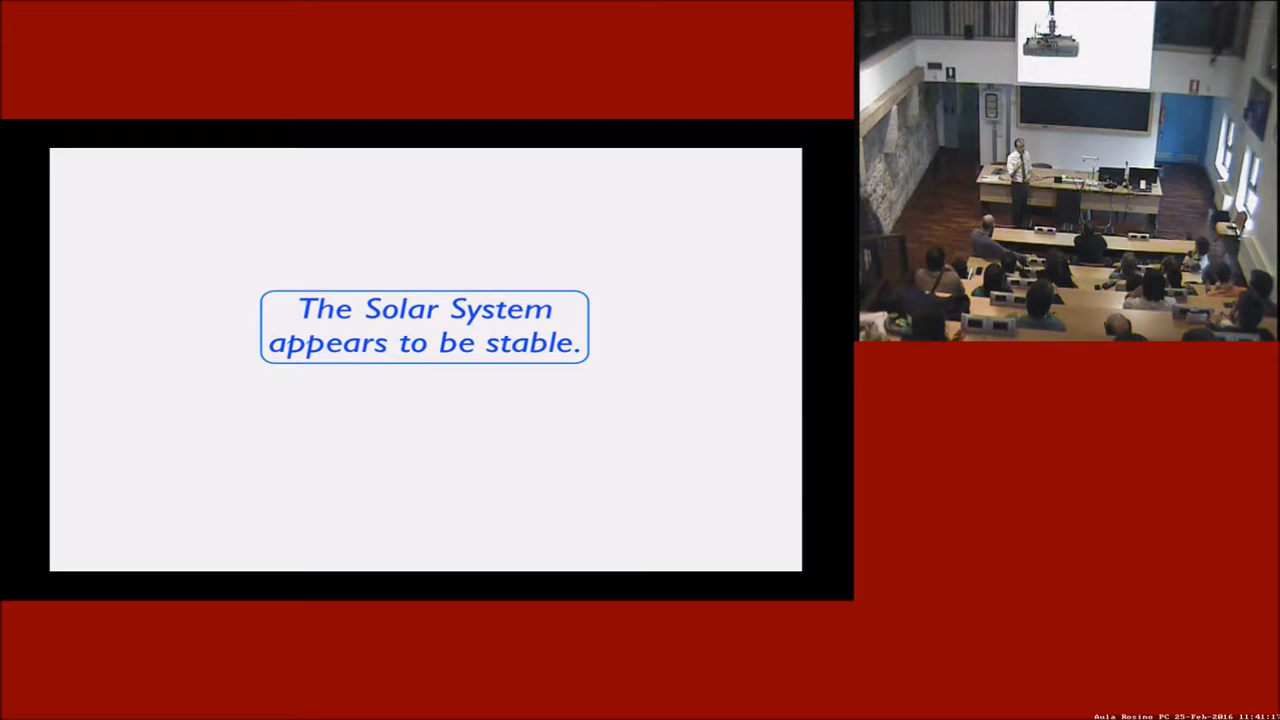 The Solar System
appears to be stable.
Aula Rosino PC 25-Feb-2016 11:41:1